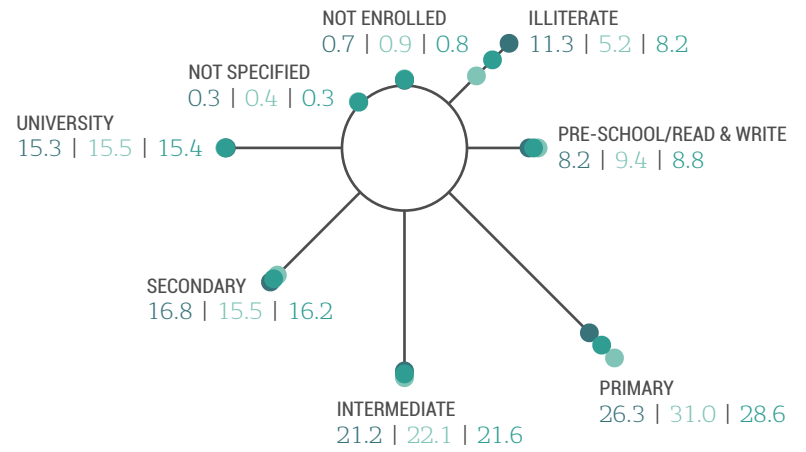 NOT ENROLLED
0.7 | 0.9 | 0.8
ILLITERATE
11.3 | 5.2 | 8.2
NOT SPECIFIED
0.3 | 0.4 | 0.3
UNIVERSITY
15.3 | 15.5 | 15.4
PRE-SCHOOL/READ & WRITE
8.2 | 9.4 | 8.8
SECONDARY
16.8 | 15.5 | 16.2
PRIMARY
26.3 | 31.0 | 28.6
INTERMEDIATE
21.2 | 22.1 | 21.6